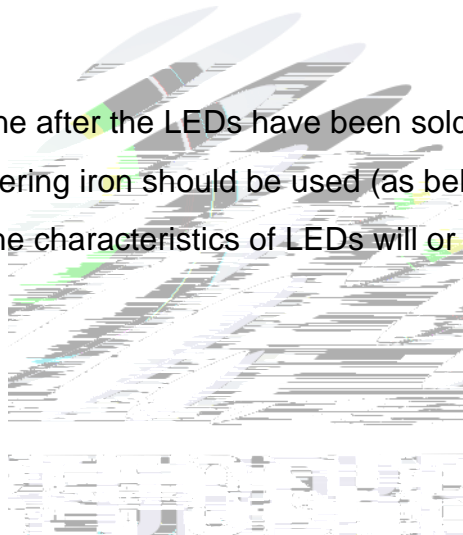 ne after the LEDs have been sold
ering iron should be used (as bel
ne characteristics of LEDs will or